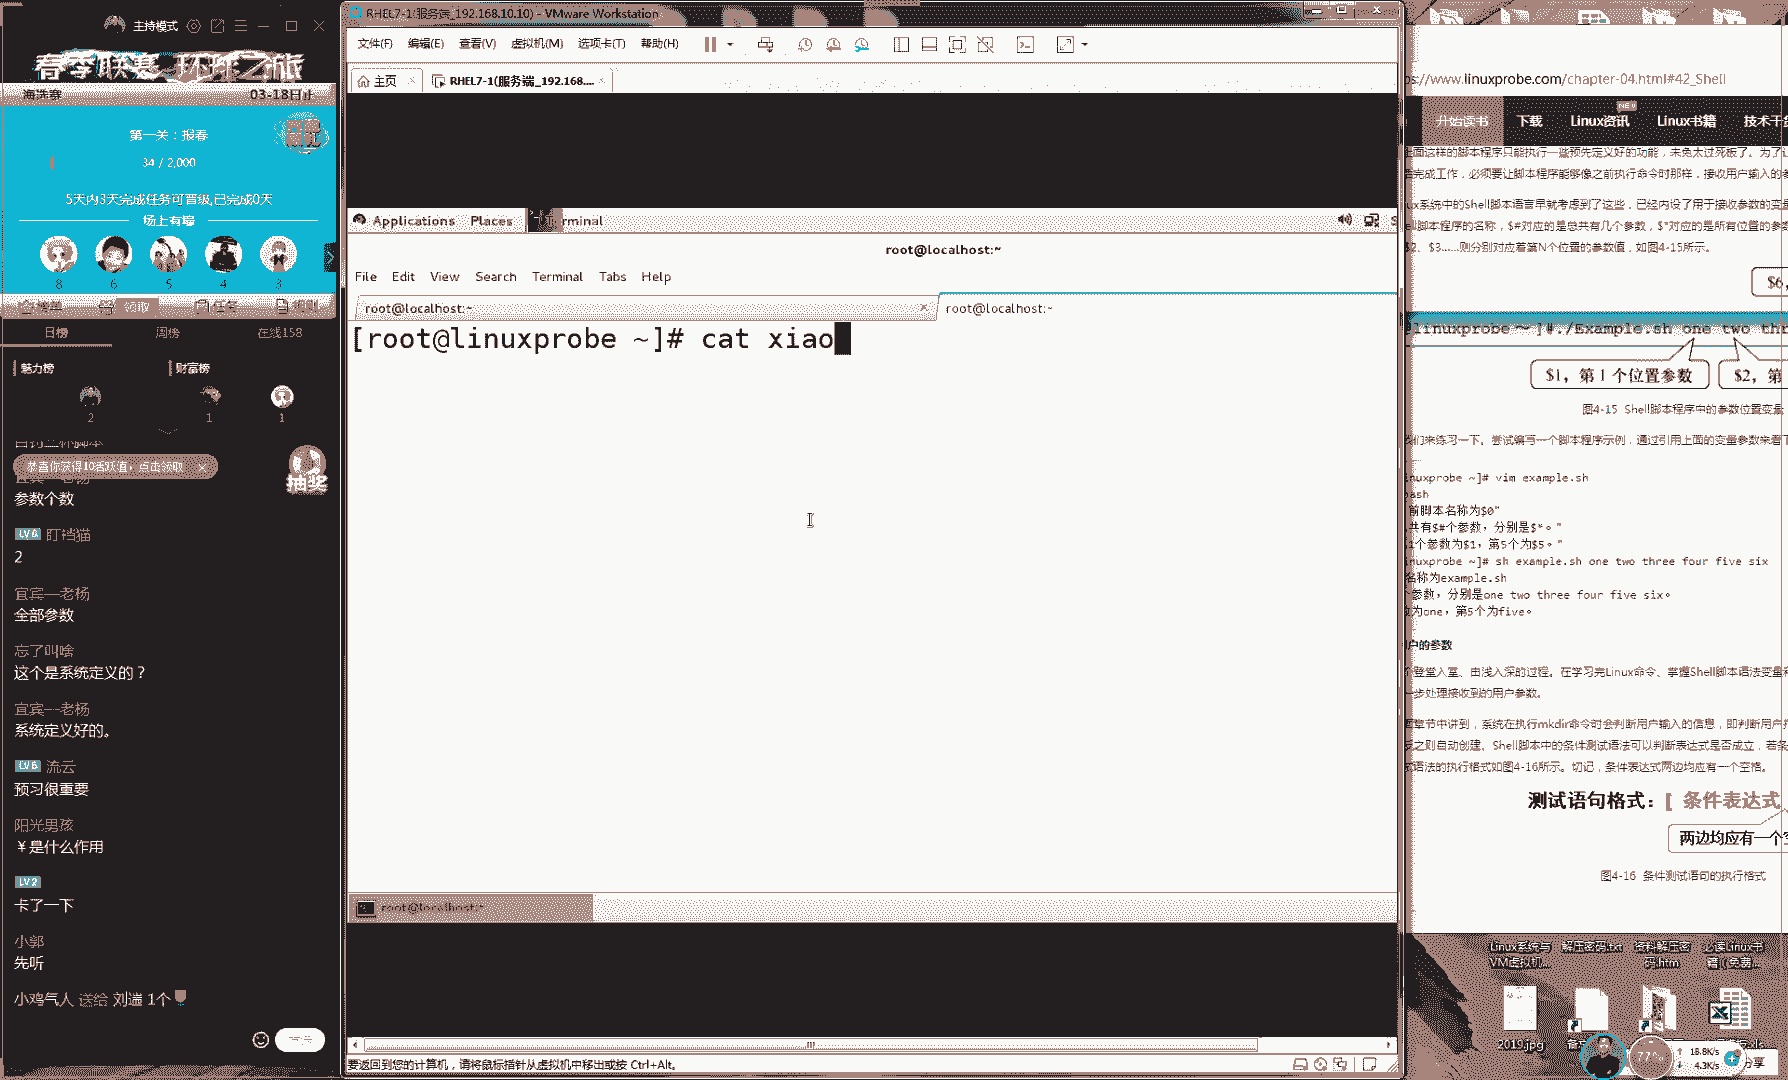 主持模式
春季联赛 环球之旅
海选赛 03-18日止
第一关：报春
34 / 2,000
5天内3天完成任务可晋级,已完成0天
场上有谁
8 6 5 4 3
领取 任务
日榜 周榜 在线158
魅力榜 财富榜
2 1 1
恭喜你获得10活跃值，点击领取 ×
抽奖
参数个数
LV6 盯裆猫
2
宜宾—老杨
全部参数
忘了叫啥
这个是系统定义的？
宜宾—老杨
系统定义好的。
LV6 流云
预习很重要
阳光男孩
￥是什么作用
LV2
卡了一下
小郭
先听
小鸡气人 送给 刘遄 1个
RHEL7-1(服务端_192.168.10.10) - VMware Workstation
文件(F) 编辑(E) 查看(V) 虚拟机(M) 选项卡(T) 帮助(H)
主页 × RHEL7-1(服务端_192.168.... ×
Applications Places Terminal
root@localhost:~
File Edit View Search Terminal Tabs Help
root@localhost:~ × root@localhost:~
[root@linuxprobe ~]# cat xiao
root@localhost:~
要返回到您的计算机，请将鼠标指针从虚拟机中移出或按 Ctrl+Alt。
s://www.linuxprobe.com/chapter-04.html#42_Shell
NEW
开始读书 下载 Linux资讯 Linux书籍 技术干
上面这样的脚本程序只能执行一些预先定义好的功能，未免太过死板了。为了
完成工作，必须要让脚本程序能够像之前执行命令时那样，接收用户输入的
ux系统中的Shell脚本语言早就考虑到了这些，已经内设了用于接收参数的变量
ell脚本程序的名称，$#对应的是总共有几个参数，$*对应的是所有位置的参数
$2、$3……则分别对应着第N个位置的参数值，如图4-15所示。
$6,
linuxprobe ~]#./Example.sh one two thr
$1，第1个位置参数 $2，第
图4-15 Shell脚本程序中的参数位置变量
们来练习一下。尝试编写一个脚本程序示例，通过引用上面的变量参数来看
inuxprobe ~]# vim example.sh
bash
前脚本名称为$0"
共有$#个参数，分别是$*。"
1个参数为$1，第5个为$5。"
inuxprobe ~]# sh example.sh one two three four five six
名称为example.sh
个参数，分别是one two three four five six。
数为one，第5个为five。
户的参数
个登堂入室、由浅入深的过程。在学习完Linux命令、掌握Shell脚本语法变量
一步处理接收到的用户参数。
章节中讲到，系统在执行mkdir命令时会判断用户输入的信息，即判断用户
反之则自动创建。Shell脚本中的条件测试语法可以判断表达式是否成立，若条
试语法的执行格式如图4-16所示。切记，条件表达式两边均应有一个空格。
测试语句格式：[ 条件表达式
两边均应有一个
图4-16 条件测试语句的执行格式
Linux系统与 解压密码.txt 资料解压密 必读Linux书
VM虚拟机... 码.htm 籍(免费...
2019.jpg
77%
18.8K/s
4.3K/s